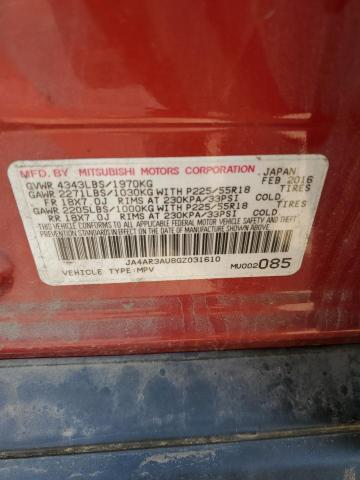 MFD. BY MITSUBISHI MOTORS CORPORATION JAPAN
GVWR 4343LBS/1970KG FEB 2016
GAWR 2271LBS/1030KG WITH P225/55R18 TIRES
FR 18X7.0J RIMS AT 230KPA/33PSI COLD
GAWR 2205LBS/1000KG WITH P225/55R18 TIRES
RR 18X7.0J RIMS AT 230KPA/33PSI COLD
THIS VEHICLE CONFORMS TO ALL APPLICABLE FEDERAL
MOTOR VEHICLE SAFETY, BUMPER AND THEFT
PREVENTION STANDARDS IN EFFECT ON THE DATE OF
MANUFACTURE SHOWN ABOVE.
JA4AR3AU8GZ031610
VEHICLE TYPE:MPV MU002085